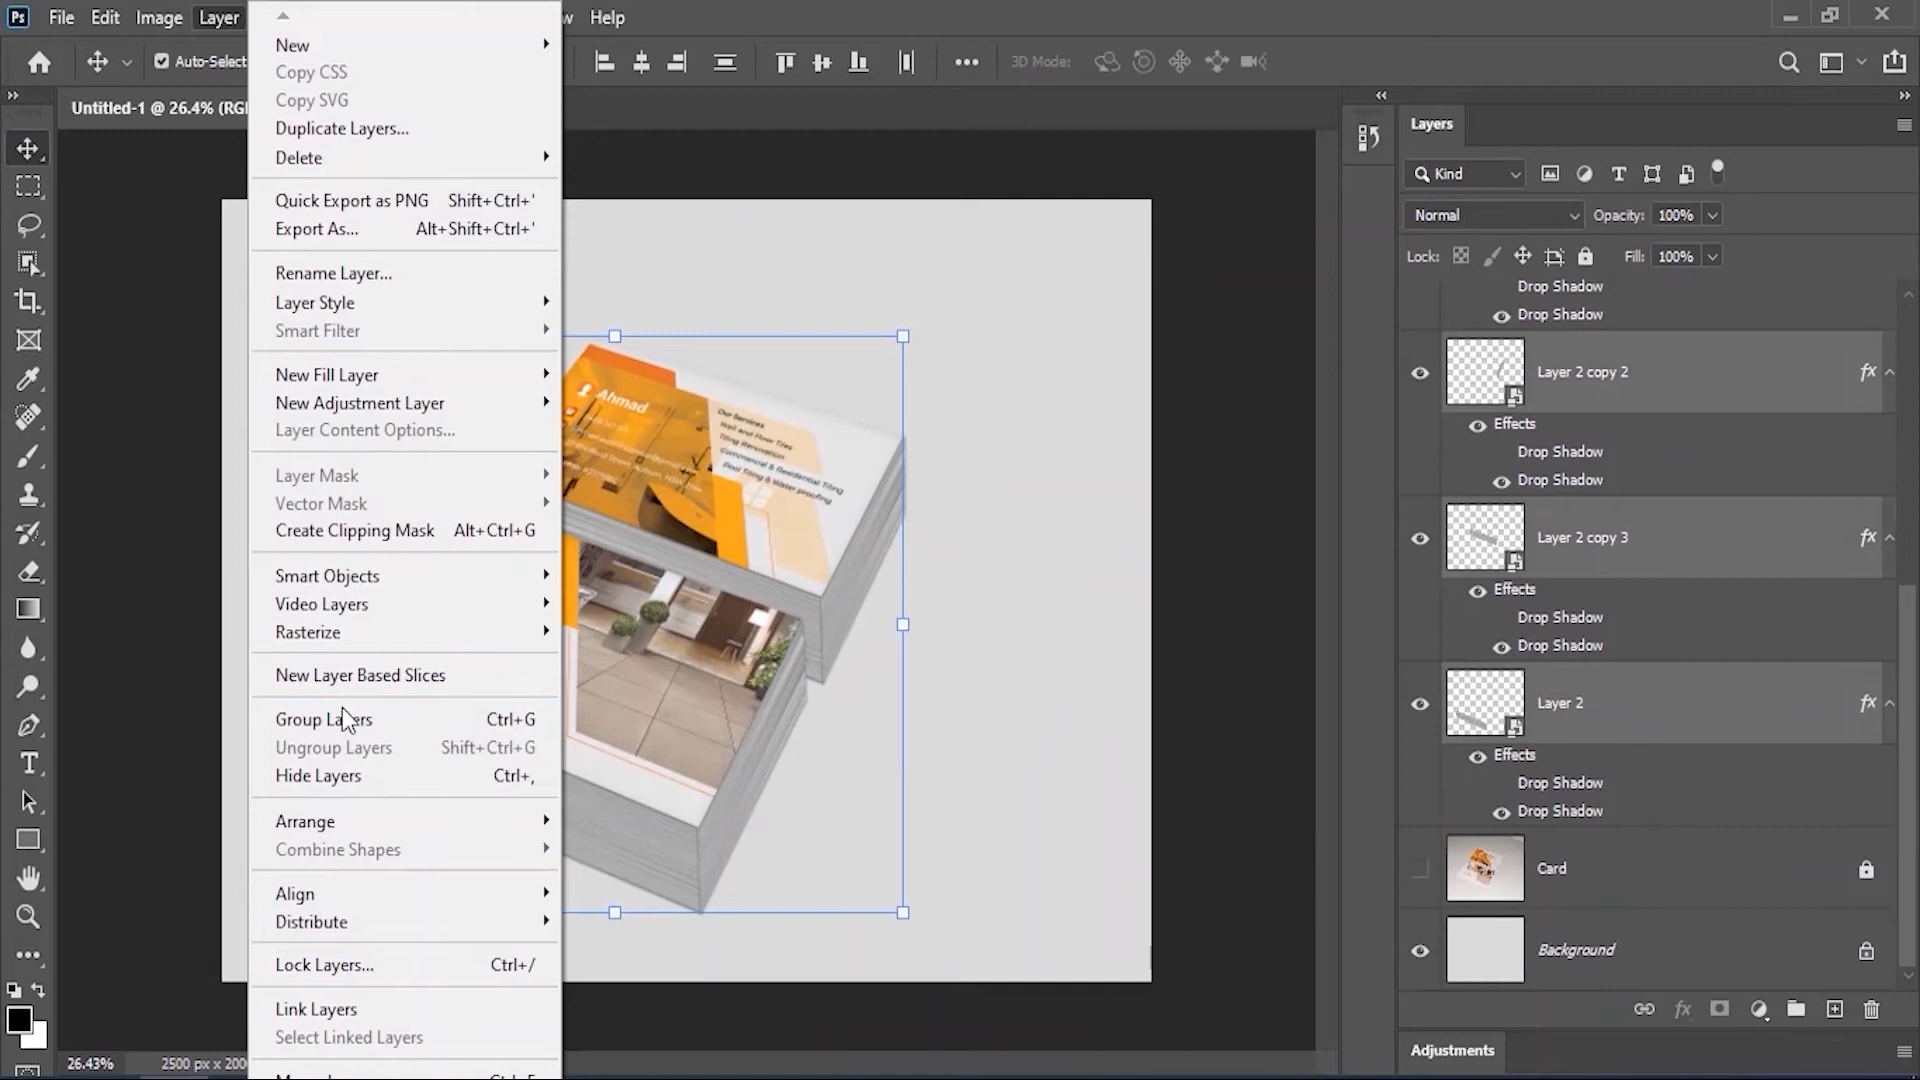 Ps File Edit Image Layer w Help
Auto-Select
3D Mode:
Untitled-1 @ 26.4% (RGI
New
Copy CSS
Copy SVG
Duplicate Layers...
Delete
Quick Export as PNG Shift+Ctrl+'
Export As... Alt+Shift+Ctrl+'
Rename Layer...
Layer Style
Smart Filter
New Fill Layer
New Adjustment Layer
Layer Content Options...
Layer Mask
Vector Mask
Create Clipping Mask Alt+Ctrl+G
Smart Objects
Video Layers
Rasterize
New Layer Based Slices
Group Layers Ctrl+G
Ungroup Layers Shift+Ctrl+G
Hide Layers Ctrl+,
Arrange
Combine Shapes
Align
Distribute
Lock Layers... Ctrl+/
Link Layers
Select Linked Layers
Ahmad
Our Services
Wall and Floor Tiles
Tiling Renovation
Commercial & Residential Tiling
Pool Tiling & Water proofing
Layers
Kind
Normal Opacity: 100%
Lock: Fill: 100%
Drop Shadow
Drop Shadow
Layer 2 copy 2 fx
Effects
Drop Shadow
Drop Shadow
Layer 2 copy 3 fx
Effects
Drop Shadow
Drop Shadow
Layer 2 fx
Effects
Drop Shadow
Drop Shadow
Card
Background
fx
Adjustments
26.43% 2500 px x 200